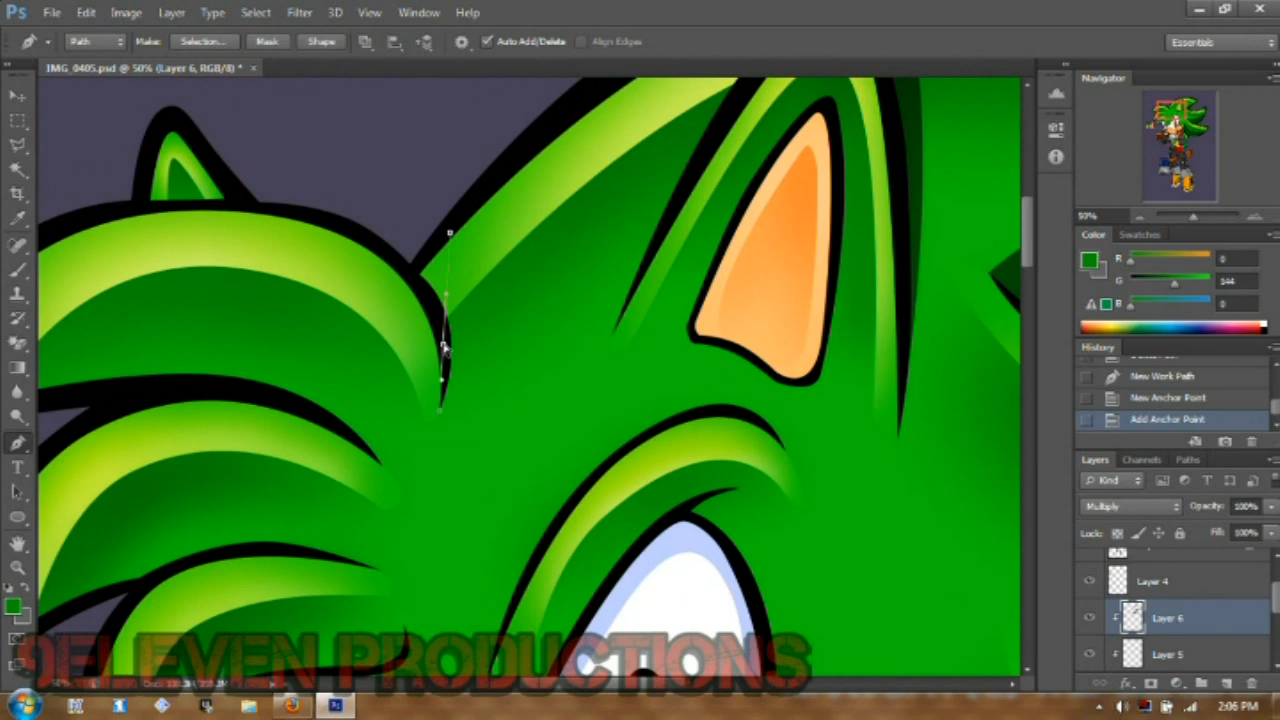 Ps File Edit Image Layer Type Select Filter 3D View Window Help
Path Make: Selection... Mask Shape Auto Add/Delete Align Edges Essentials
IMG_0405.psd @ 50% (Layer 6, RGB/8) * ×
Navigator
50%
Color Swatches
R 0
G 144
B 0
History
New Work Path
New Anchor Point
Add Anchor Point
Layers Channels Paths
Kind
Multiply Opacity: 100%
Lock: Fill: 100%
Layer 4
Layer 6
Layer 5
9ELEVEN PRODUCTIONS
2:06 PM